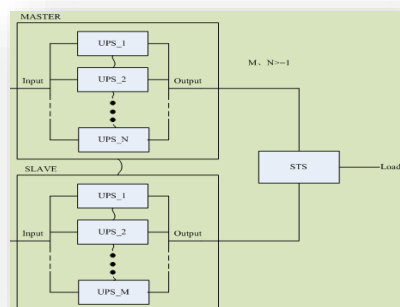 MASTER
UPS_1
Input
UPS_2
Output
UPS_N
M、N>=1
STS
Load
SLAVE
UPS_1
Input
UPS_2
Output
UPS_M